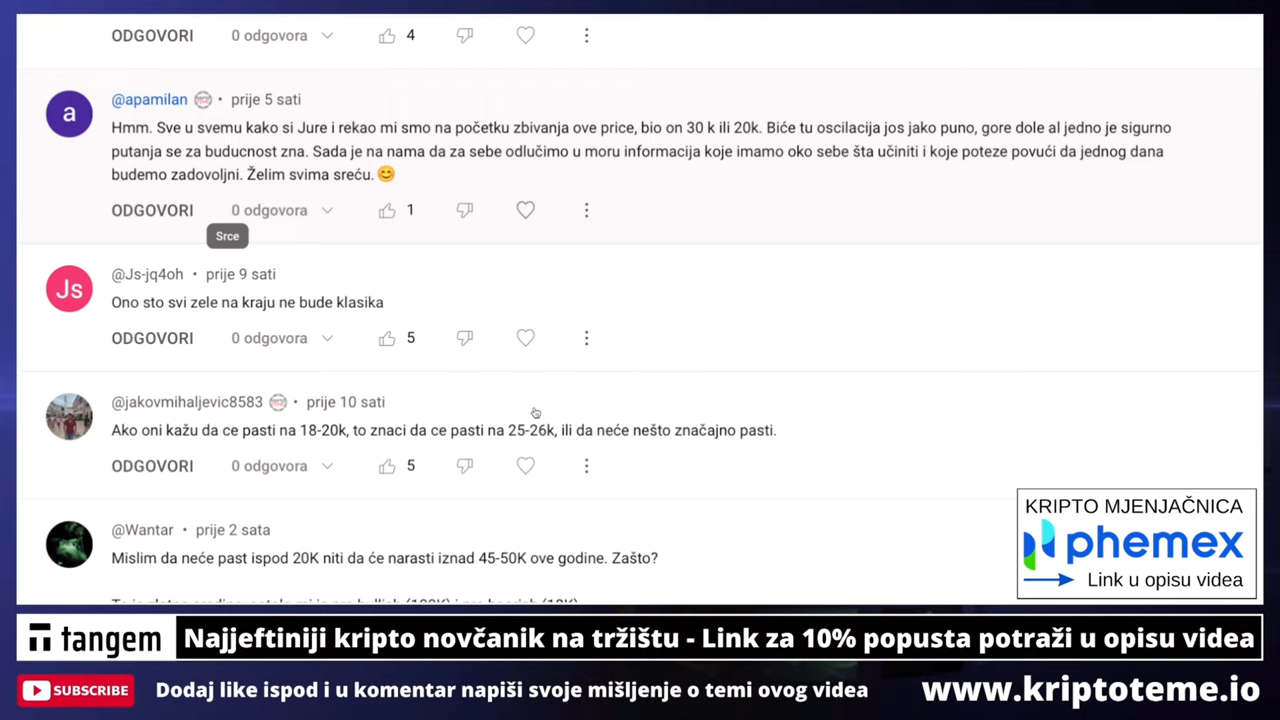 ODGOVORI 0 odgovora 4
a
@apamilan • prije 5 sati
Hmm. Sve u svemu kako si Jure i rekao mi smo na početku zbivanja ove price, bio on 30 k ili 20k. Biće tu oscilacija jos jako puno, gore dole al jedno je sigurno
putanja se za buducnost zna. Sada je na nama da za sebe odlučimo u moru informacija koje imamo oko sebe šta učiniti i koje poteze povući da jednog dana
budemo zadovoljni. Želim svima sreću.😊
ODGOVORI 0 odgovora 1
Srce
Js
@Js-jq4oh • prije 9 sati
Ono sto svi zele na kraju ne bude klasika
ODGOVORI 0 odgovora 5
@jakovmihaljevic8583 • prije 10 sati
Ako oni kažu da ce pasti na 18-20k, to znaci da ce pasti na 25-26k, ili da neće nešto značajno pasti.
ODGOVORI 0 odgovora 5
@Wantar • prije 2 sata
Mislim da neće past ispod 20K niti da će narasti iznad 45-50K ove godine. Zašto?
KRIPTO MJENJAČNICA
phemex
Link u opisu videa
tangem Najjeftiniji kripto novčanik na tržištu - Link za 10% popusta potraži u opisu videa
SUBSCRIBE Dodaj like ispod i u komentar napiši svoje mišljenje o temi ovog videa www.kriptoteme.io